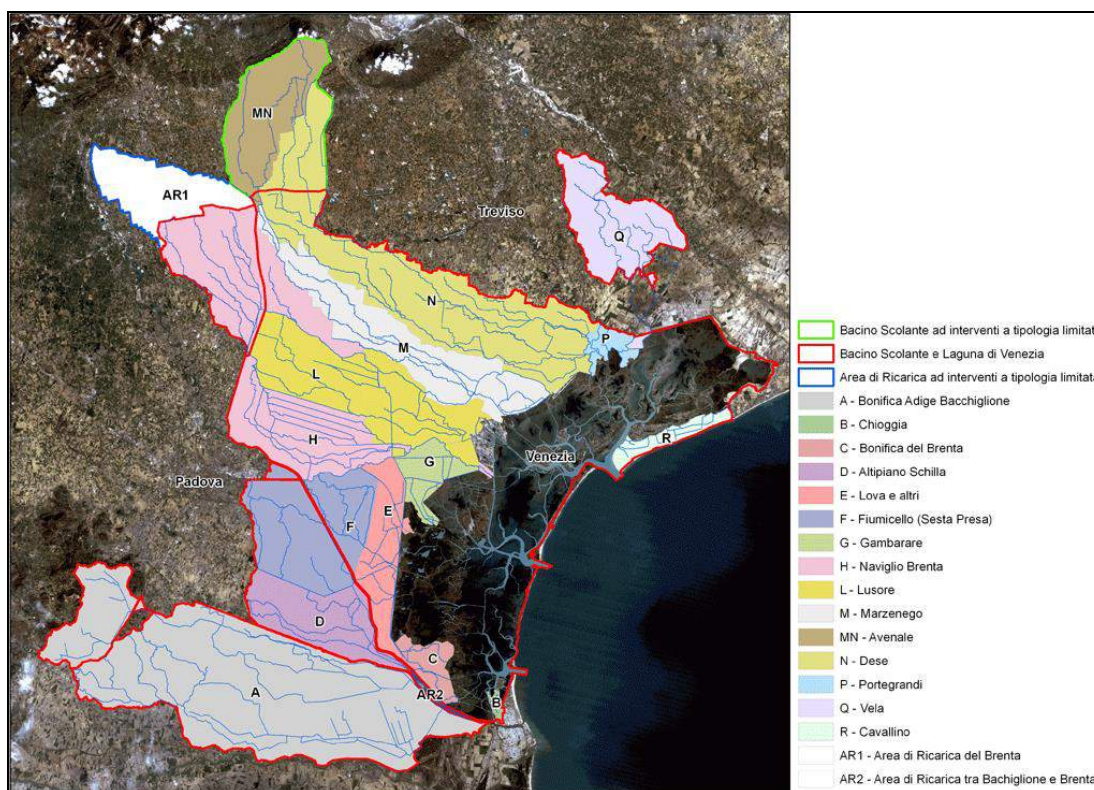 MN
AR1
Treviso
Q
N
P
M
L
R
H
G
Venezia
Padova
F
E
D
C
A
AR2
B
Bacino Scolante ad interventi a tipologia limitat
Bacino Scolante e Laguna di Venezia
Area di Ricarica ad interventi a tipologia limitat
A - Bonifica Adige Bacchiglione
B - Chioggia
C - Bonifica del Brenta
D - Altipiano Schilla
E - Lova e altri
F - Fiumicello (Sesta Presa)
G - Gambarare
H - Naviglio Brenta
L - Lusore
M - Marzenego
MN - Avenale
N - Dese
P - Portegrandi
Q - Vela
R - Cavallino
AR1 - Area di Ricarica del Brenta
AR2 - Area di Ricarica tra Bachiglione e Brenta